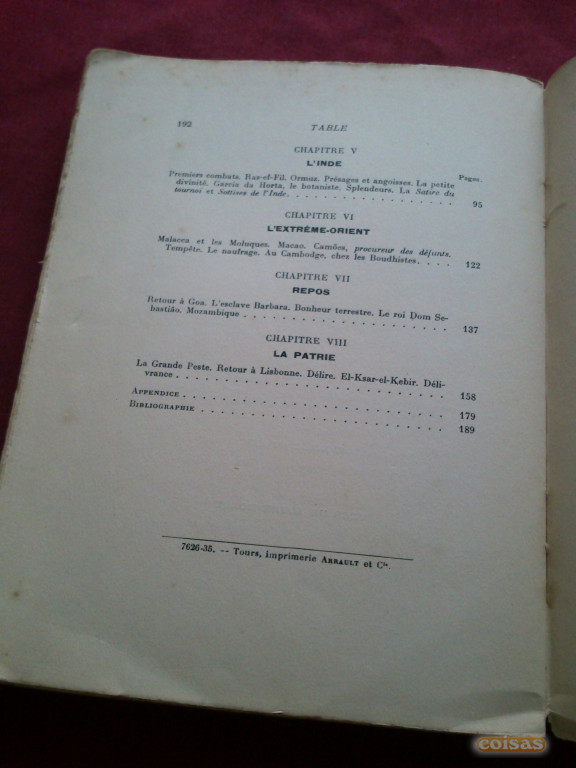 192 TABLE
CHAPITRE V
L'INDE
Pages.
Premiers combats. Raz-ef-Fil. Ormuz. Présages et angoisses. La petite
divinité. Garcia da Horta, le botaniste. Splendeurs. La Satire du
tournoi et Sottises de l'Inde. . . . . . . . . . . . . . . . . . . . 95
CHAPITRE VI
L'EXTRÊME-ORIENT
Malacca et les Moluques. Macao. Camões, procureur des défunts.
Tempête. Le naufrage. Au Cambodge, chez les Boudhistes. . . . . 122
CHAPITRE VII
REPOS
Retour à Goa. L'esclave Barbara. Bonheur terrestre. Le roi Dom Se-
bastião. Mozambique . . . . . . . . . . . . . . . . . . . . 137
CHAPITRE VIII
LA PATRIE
La Grande Peste. Retour à Lisbonne. Délire. El-Ksar-el-Kebir. Déli-
vrance . . . . . . . . . . . . . . . . . . . . . . . . . 158
APPENDICE . . . . . . . . . . . . . . . . . . . . . . . . 179
BIBLIOGRAPHIE . . . . . . . . . . . . . . . . . . . . . . 189
7626-35. -- Tours, imprimerie ARRAULT et Cie.
coisas